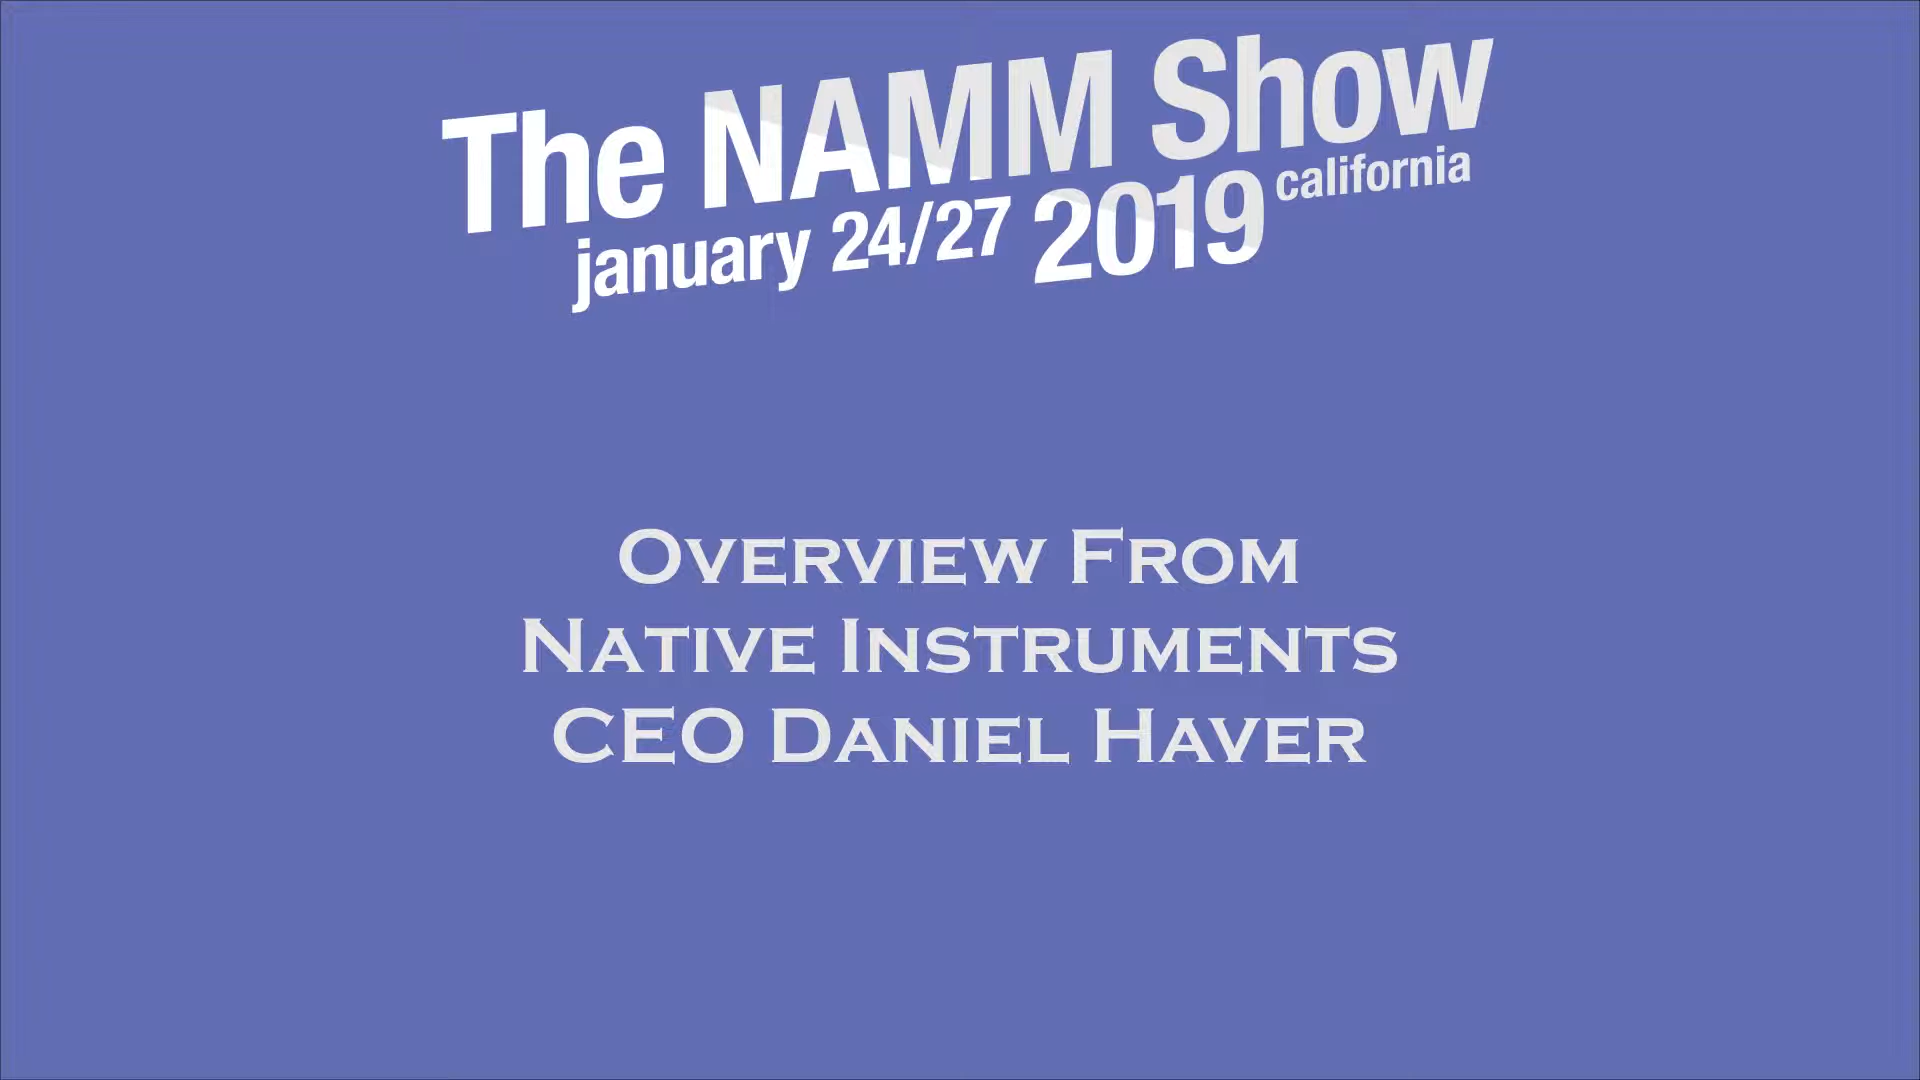 The NAMM Show
california
january 24/27 2019
Overview From
Native Instruments
CEO Daniel Haver